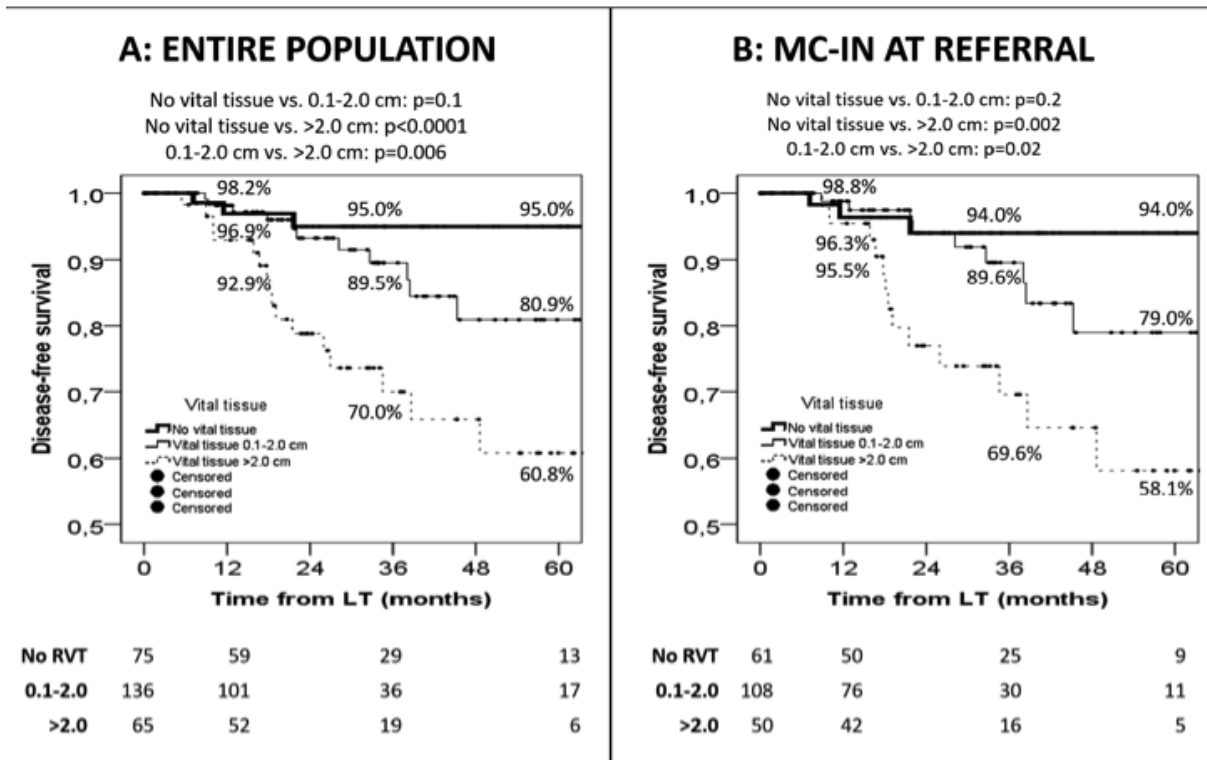 A: ENTIRE POPULATION
No vital tissue vs. 0.1-2.0 cm: p=0.1
No vital tissue vs. >2.0 cm: p<0.0001
0.1-2.0 cm vs. >2.0 cm: p=0.006
1,0
0,9
0,8
0,7
0,6
0,5
Disease-free survival
98.2%
95.0%
95.0%
96.9%
92.9%
89.5%
80.9%
70.0%
60.8%
Vital tissue
No vital tissue
Vital tissue 0.1-2.0 cm
Vital tissue >2.0 cm
Censored
Censored
Censored
0 12 24 36 48 60
Time from LT (months)
No RVT 75 59 29 13
0.1-2.0 136 101 36 17
>2.0 65 52 19 6
B: MC-IN AT REFERRAL
No vital tissue vs. 0.1-2.0 cm: p=0.2
No vital tissue vs. >2.0 cm: p=0.002
0.1-2.0 cm vs. >2.0 cm: p=0.02
1,0
0,9
0,8
0,7
0,6
0,5
Disease-free survival
98.8%
94.0%
94.0%
96.3%
95.5%
89.6%
79.0%
69.6%
58.1%
Vital tissue
No vital tissue
Vital tissue 0.1-2.0 cm
Vital tissue >2.0 cm
Censored
Censored
Censored
0 12 24 36 48 60
Time from LT (months)
No RVT 61 50 25 9
0.1-2.0 108 76 30 11
>2.0 50 42 16 5